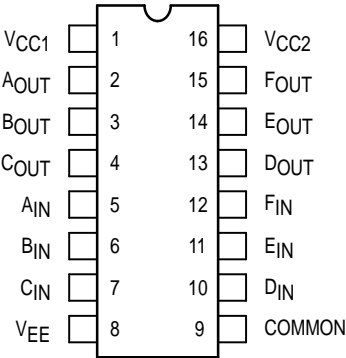 VCC1 1 16 VCC2
AOUT 2 15 FOUT
BOUT 3 14 EOUT
COUT 4 13 DOUT
AIN 5 12 FIN
BIN 6 11 EIN
CIN 7 10 DIN
VEE 8 9 COMMON